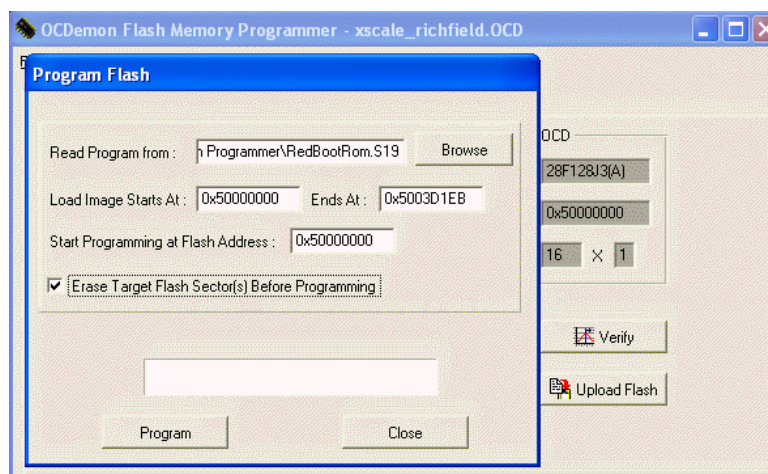 OCDemon Flash Memory Programmer - xscale_richfield.OCD
Program Flash
Read Program from : Programmer\RedBootRom.S19 Browse
Load Image Starts At : 0x50000000 Ends At : 0x5003D1EB
Start Programming at Flash Address : 0x50000000
Erase Target Flash Sector(s) Before Programming
Program Close
OCD
28F128J3(A)
0x50000000
16 X 1
Verify
Upload Flash